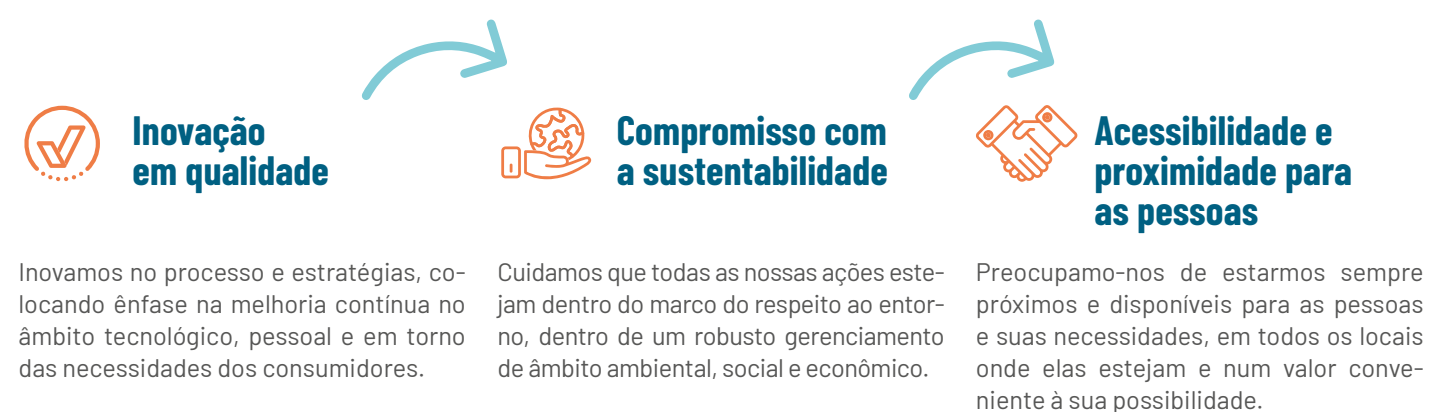 Inovação
em qualidade
Inovamos no processo e estratégias, co-
locando ênfase na melhoria contínua no
âmbito tecnológico, pessoal e em torno
das necessidades dos consumidores.
Compromisso com
a sustentabilidade
Cuidamos que todas as nossas ações este-
jam dentro do marco do respeito ao entor-
no, dentro de um robusto gerenciamento
de âmbito ambiental, social e econômico.
Acessibilidade e
proximidade para
as pessoas
Preocupamo-nos de estarmos sempre
próximos e disponíveis para as pessoas
e suas necessidades, em todos os locais
onde elas estejam e num valor conve-
niente à sua possibilidade.